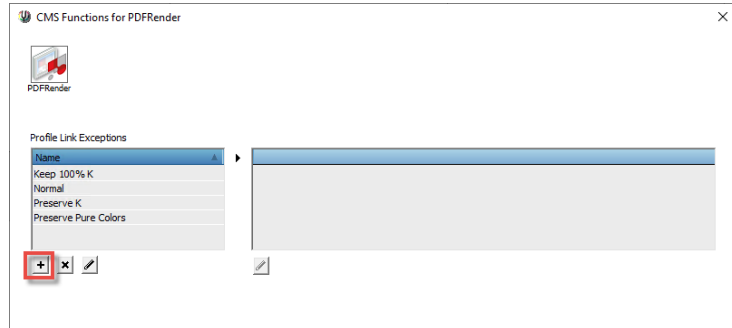 CMS Functions for PDFRender
PDFRender
Profile Link Exceptions
Name
Keep 100% K
Normal
Preserve K
Preserve Pure Colors